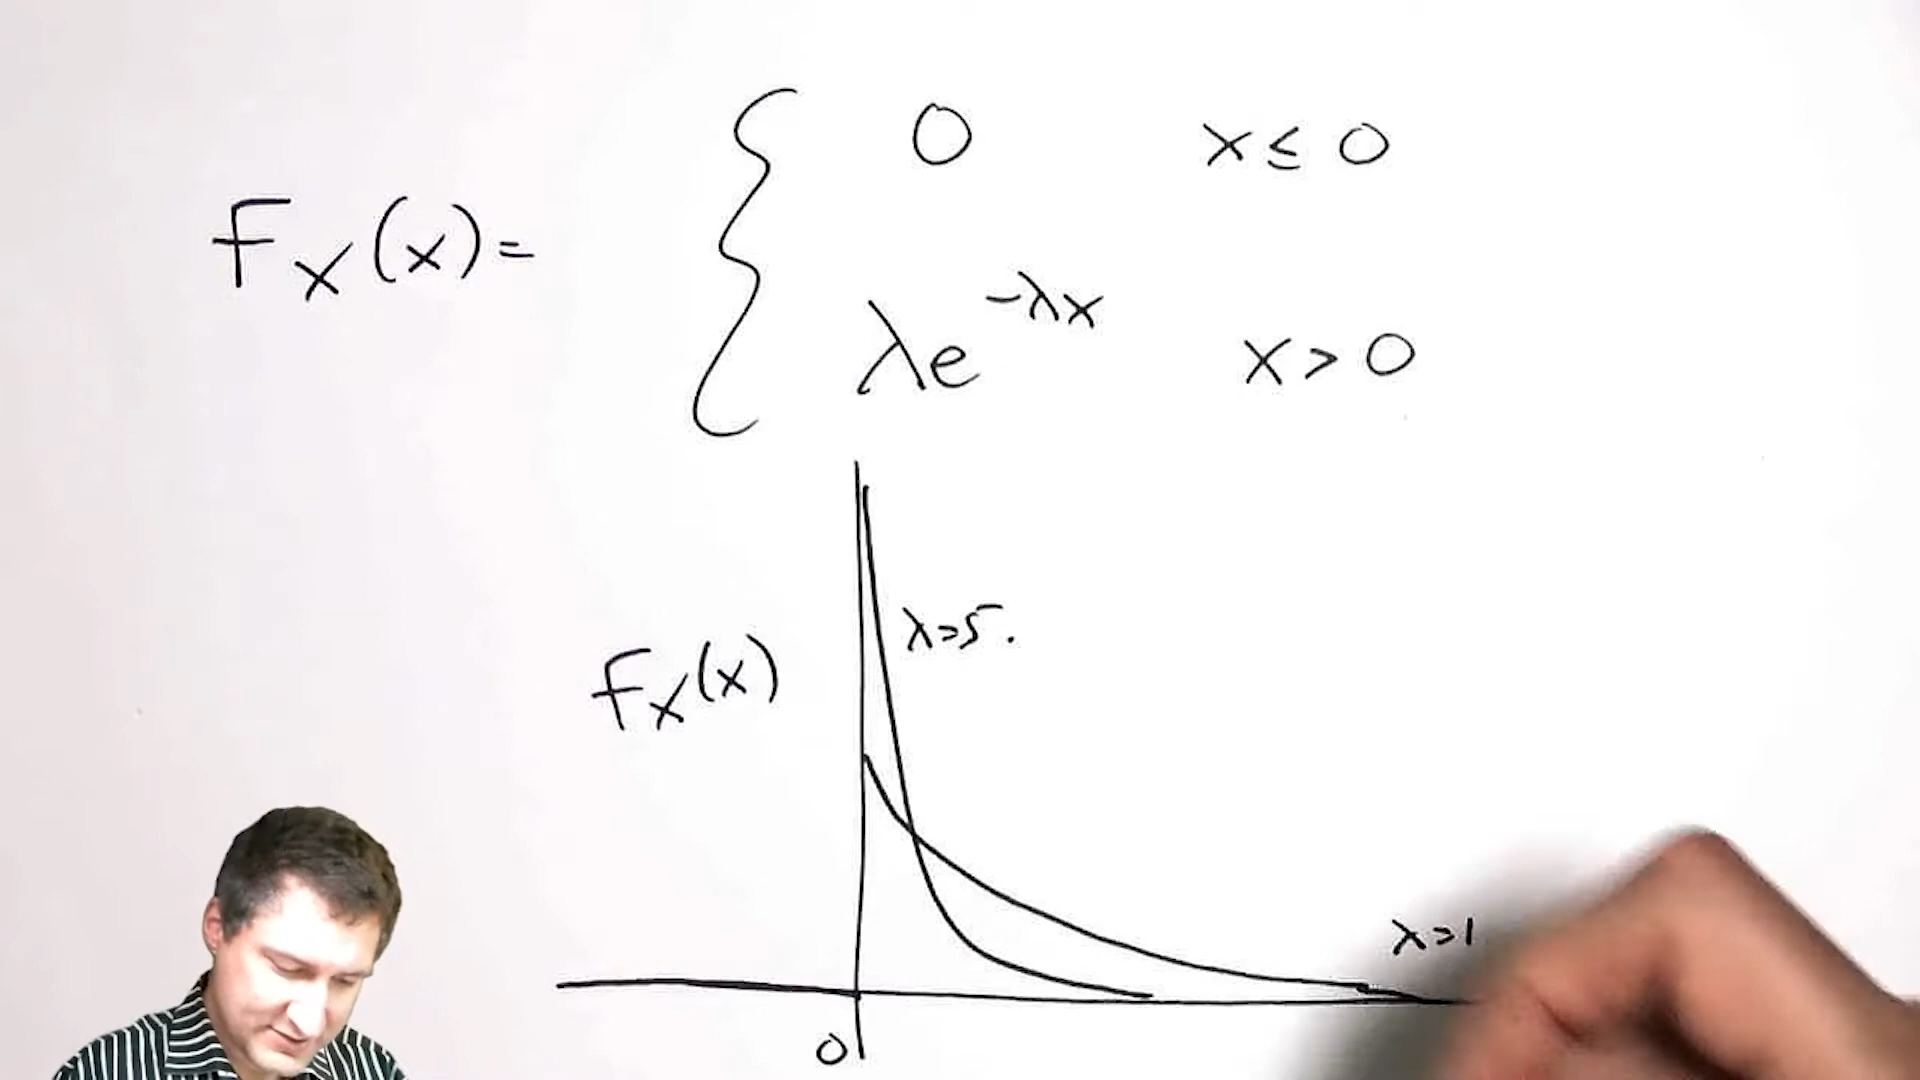 0 x ≤ 0
fₓ(x) =
λe^{-λx} x > 0
λ=5.
fₓ(x)
λ=1
0